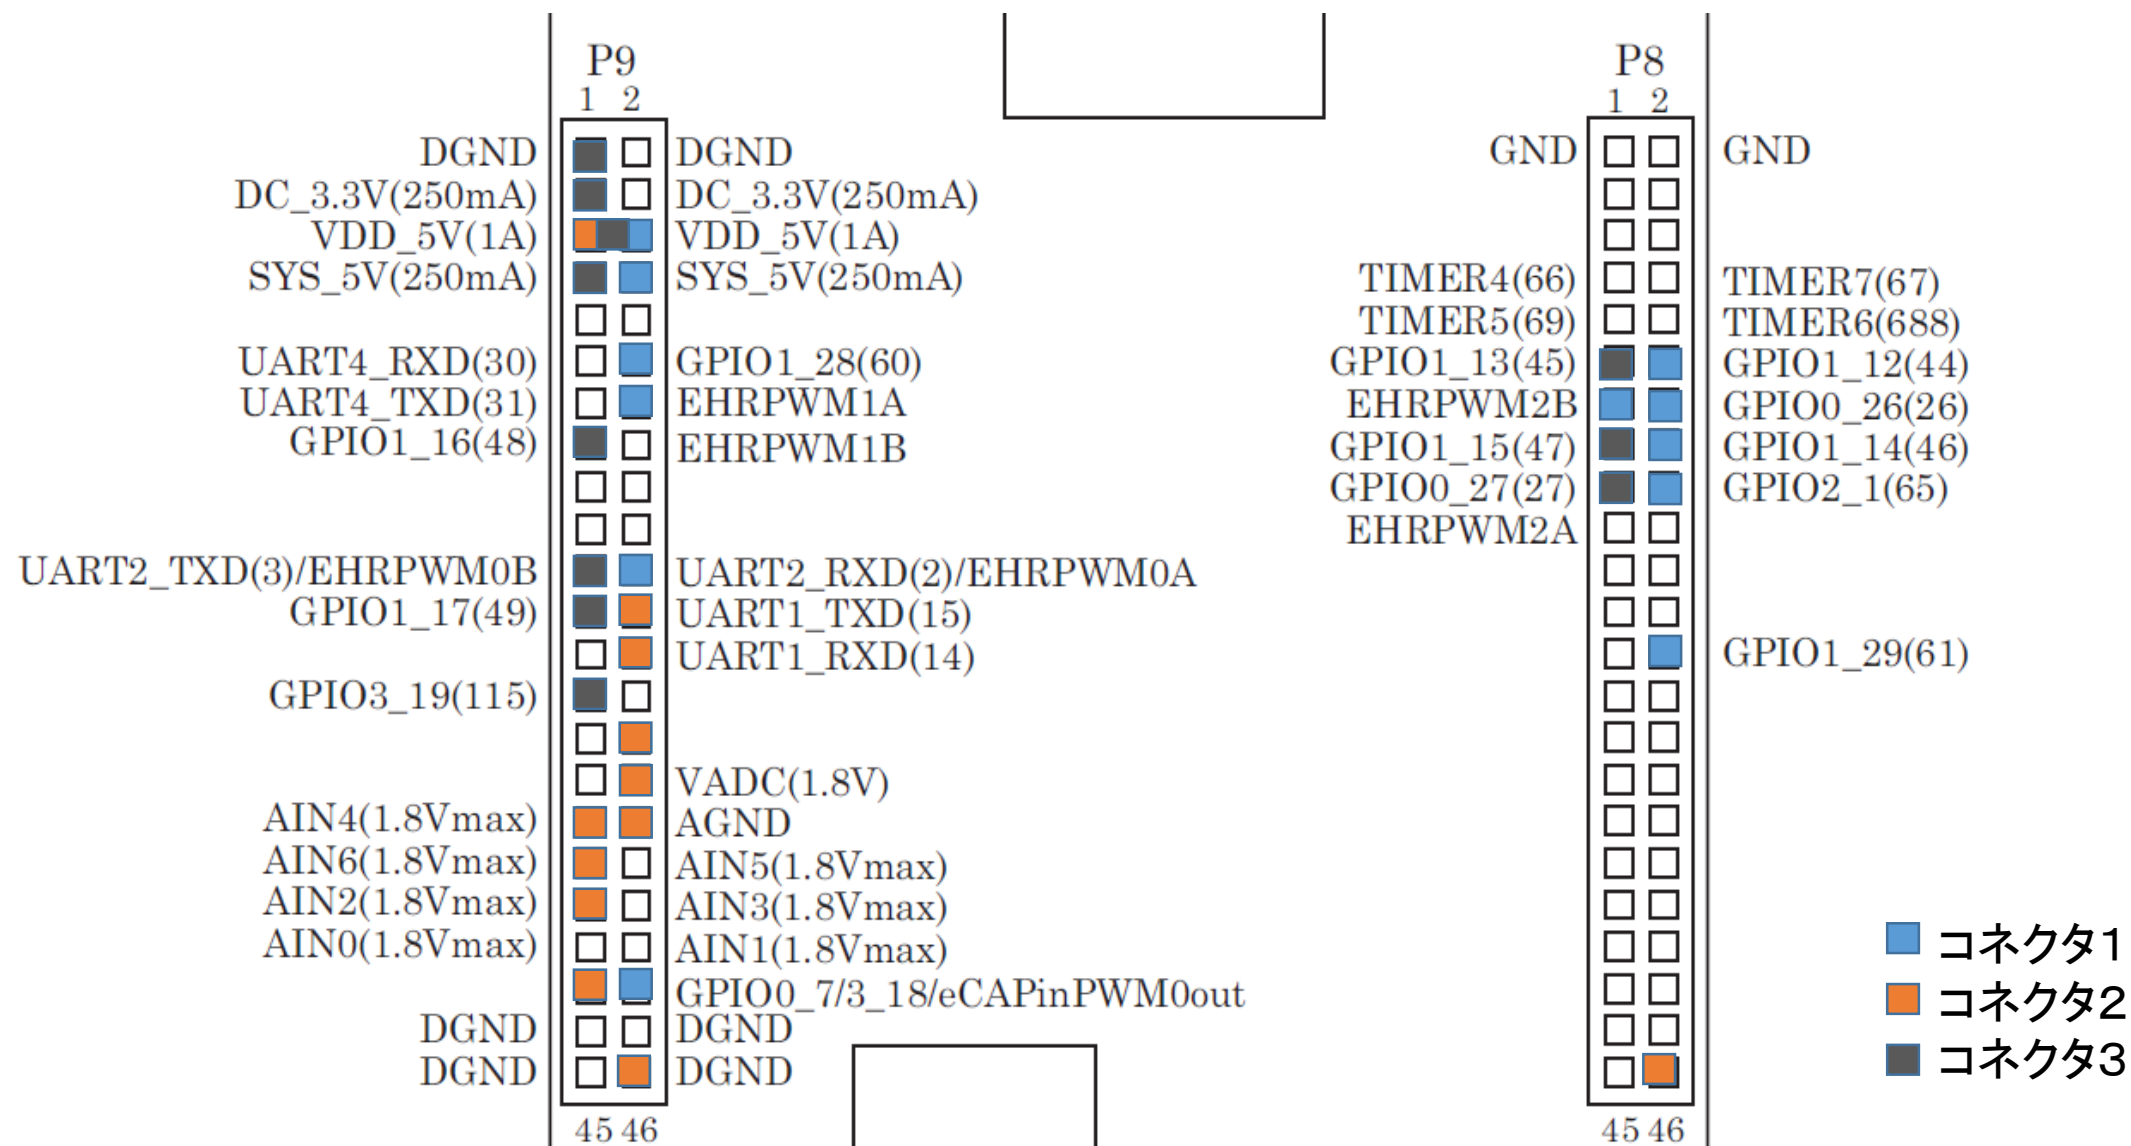 P9
1 2
DGND DGND
DC_3.3V(250mA) DC_3.3V(250mA)
VDD_5V(1A) VDD_5V(1A)
SYS_5V(250mA) SYS_5V(250mA)
UART4_RXD(30) GPIO1_28(60)
UART4_TXD(31) EHRPWM1A
GPIO1_16(48) EHRPWM1B
UART2_TXD(3)/EHRPWM0B UART2_RXD(2)/EHRPWM0A
GPIO1_17(49) UART1_TXD(15)
UART1_RXD(14)
GPIO3_19(115)
VADC(1.8V)
AIN4(1.8Vmax) AGND
AIN6(1.8Vmax) AIN5(1.8Vmax)
AIN2(1.8Vmax) AIN3(1.8Vmax)
AIN0(1.8Vmax) AIN1(1.8Vmax)
GPIO0_7/3_18/eCAPinPWM0out
DGND DGND
DGND DGND
45 46
P8
1 2
GND GND
TIMER4(66) TIMER7(67)
TIMER5(69) TIMER6(688)
GPIO1_13(45) GPIO1_12(44)
EHRPWM2B GPIO0_26(26)
GPIO1_15(47) GPIO1_14(46)
GPIO0_27(27) GPIO2_1(65)
EHRPWM2A
GPIO1_29(61)
45 46
コネクタ1
コネクタ2
コネクタ3